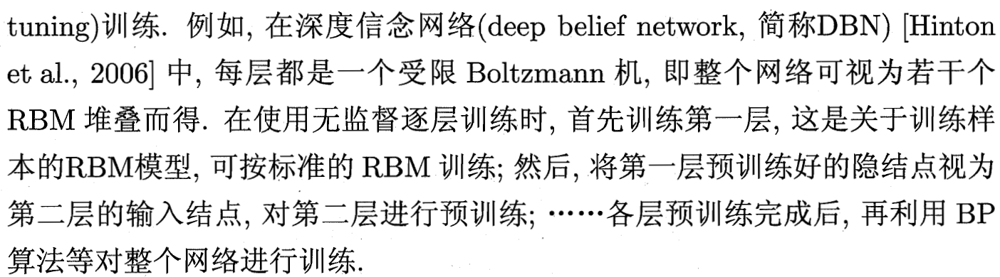 tuning)训练. 例如, 在深度信念网络(deep belief network, 简称DBN) [Hinton
et al., 2006] 中, 每层都是一个受限 Boltzmann 机, 即整个网络可视为若干个
RBM 堆叠而得. 在使用无监督逐层训练时, 首先训练第一层, 这是关于训练样
本的RBM模型, 可按标准的 RBM 训练; 然后, 将第一层预训练好的隐结点视为
第二层的输入结点, 对第二层进行预训练; ······各层预训练完成后, 再利用 BP
算法等对整个网络进行训练.